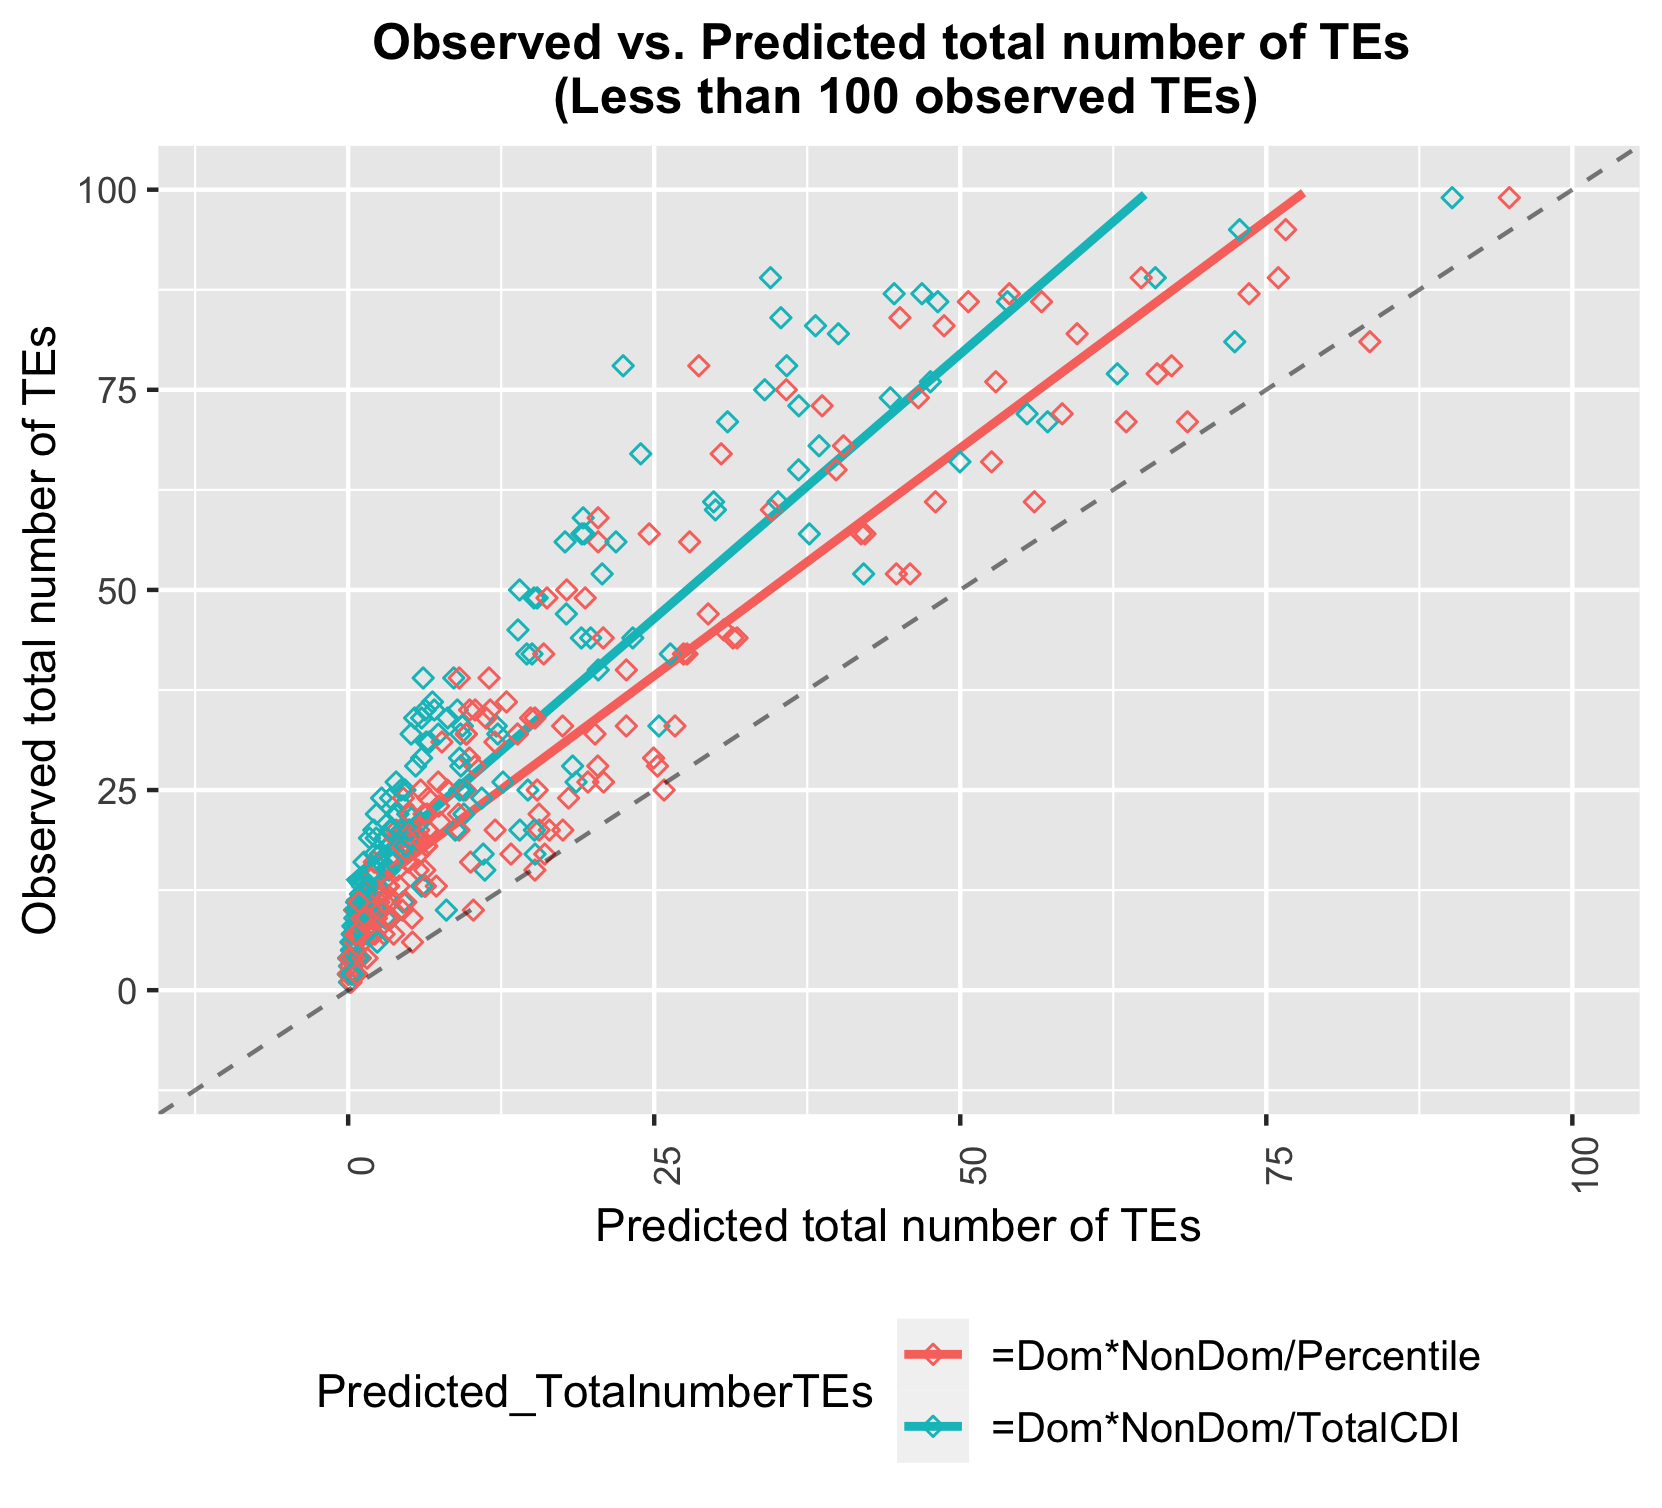 Observed vs. Predicted total number of TEs
(Less than 100 observed TEs)
Observed total number of TEs
100
75
50
25
0
0
25
50
75
100
Predicted total number of TEs
Predicted_TotalnumberTEs
=Dom*NonDom/Percentile
=Dom*NonDom/TotalCDI